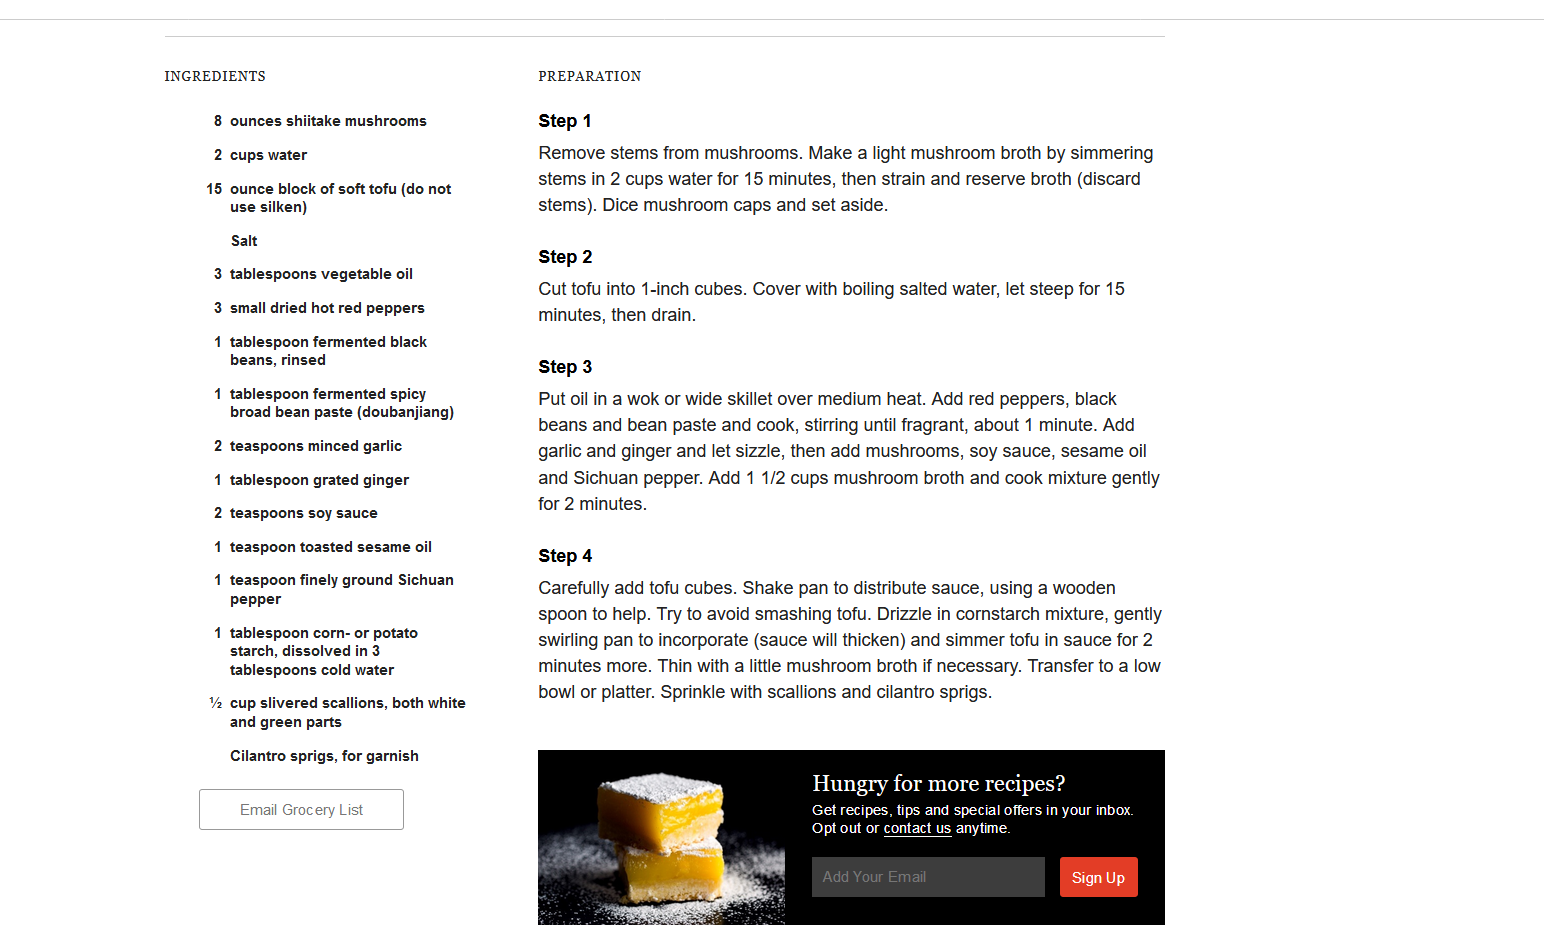 INGREDIENTS
8 ounces shiitake mushrooms
2 cups water
15 ounce block of soft tofu (do not
use silken)
Salt
3 tablespoons vegetable oil
3 small dried hot red peppers
1 tablespoon fermented black
beans, rinsed
1 tablespoon fermented spicy
broad bean paste (doubanjiang)
2 teaspoons minced garlic
1 tablespoon grated ginger
2 teaspoons soy sauce
1 teaspoon toasted sesame oil
1 teaspoon finely ground Sichuan
pepper
1 tablespoon corn- or potato
starch, dissolved in 3
tablespoons cold water
½ cup slivered scallions, both white
and green parts
Cilantro sprigs, for garnish
Email Grocery List
PREPARATION
Step 1
Remove stems from mushrooms. Make a light mushroom broth by simmering
stems in 2 cups water for 15 minutes, then strain and reserve broth (discard
stems). Dice mushroom caps and set aside.
Step 2
Cut tofu into 1-inch cubes. Cover with boiling salted water, let steep for 15
minutes, then drain.
Step 3
Put oil in a wok or wide skillet over medium heat. Add red peppers, black
beans and bean paste and cook, stirring until fragrant, about 1 minute. Add
garlic and ginger and let sizzle, then add mushrooms, soy sauce, sesame oil
and Sichuan pepper. Add 1 1/2 cups mushroom broth and cook mixture gently
for 2 minutes.
Step 4
Carefully add tofu cubes. Shake pan to distribute sauce, using a wooden
spoon to help. Try to avoid smashing tofu. Drizzle in cornstarch mixture, gently
swirling pan to incorporate (sauce will thicken) and simmer tofu in sauce for 2
minutes more. Thin with a little mushroom broth if necessary. Transfer to a low
bowl or platter. Sprinkle with scallions and cilantro sprigs.
Hungry for more recipes?
Get recipes, tips and special offers in your inbox.
Opt out or contact us anytime.
Add Your Email
Sign Up